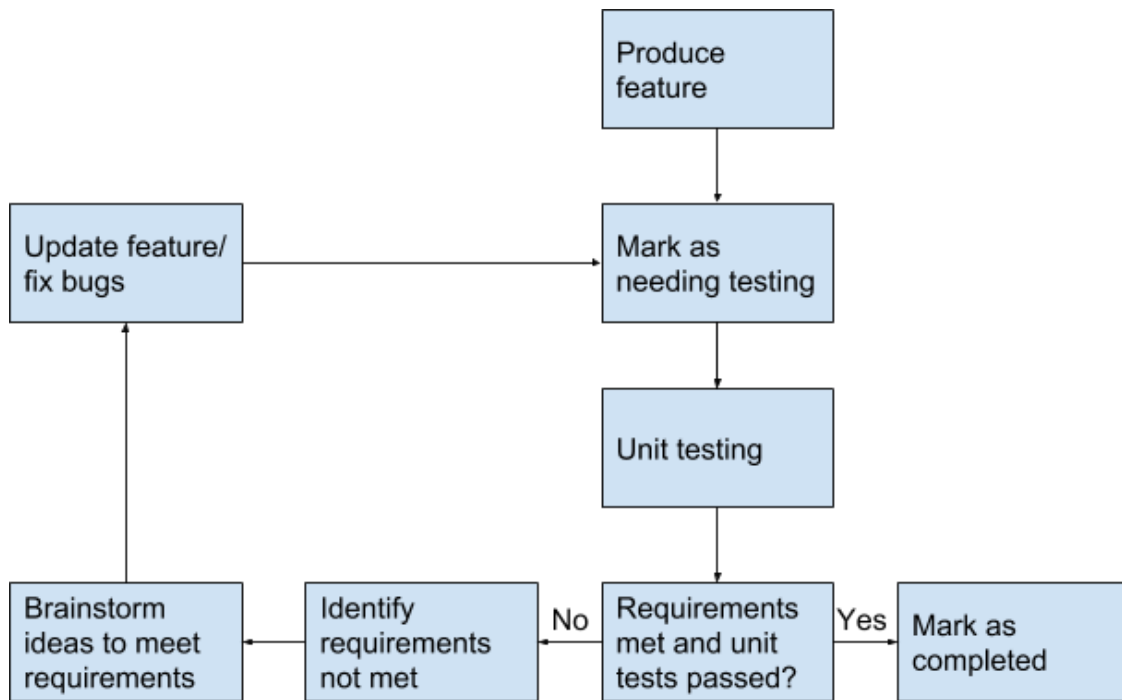 Produce
feature
Update feature/
fix bugs
Mark as
needing testing
Unit testing
Brainstorm
ideas to meet
requirements
Identify
requirements
not met
No
Requirements
met and unit
tests passed?
Yes
Mark as
completed